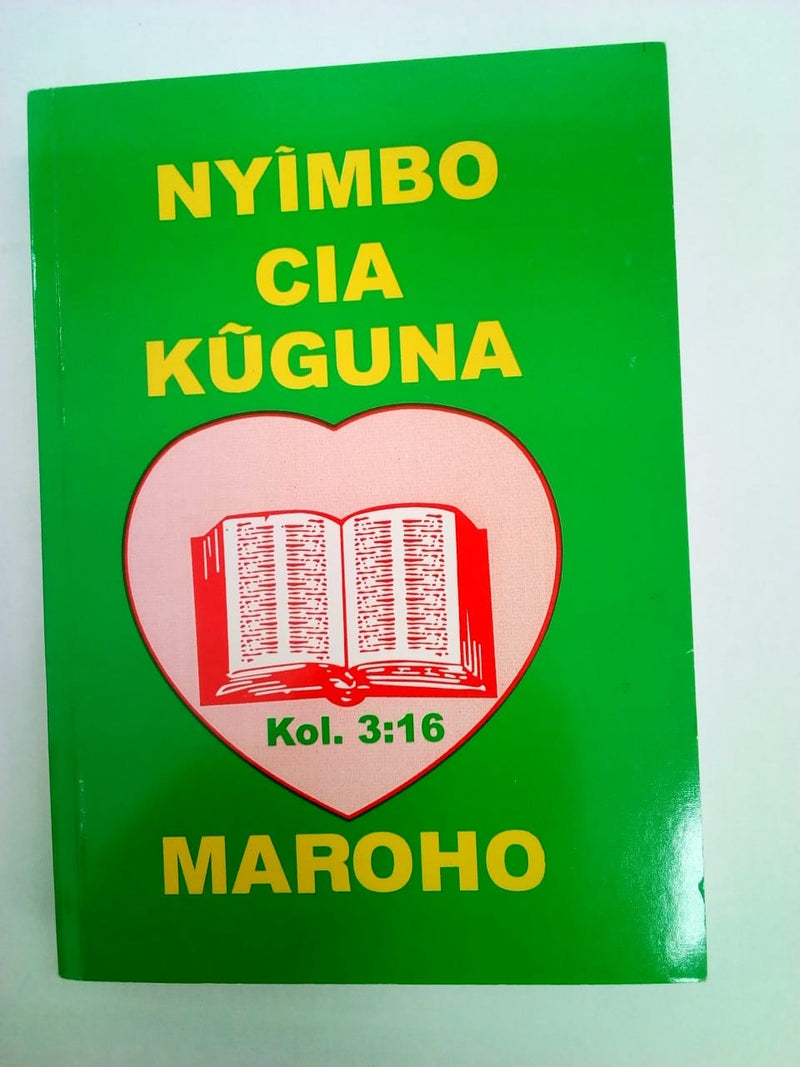 NYÎMBO
CIA
KŨGUNA
Kol. 3:16
MAROHO